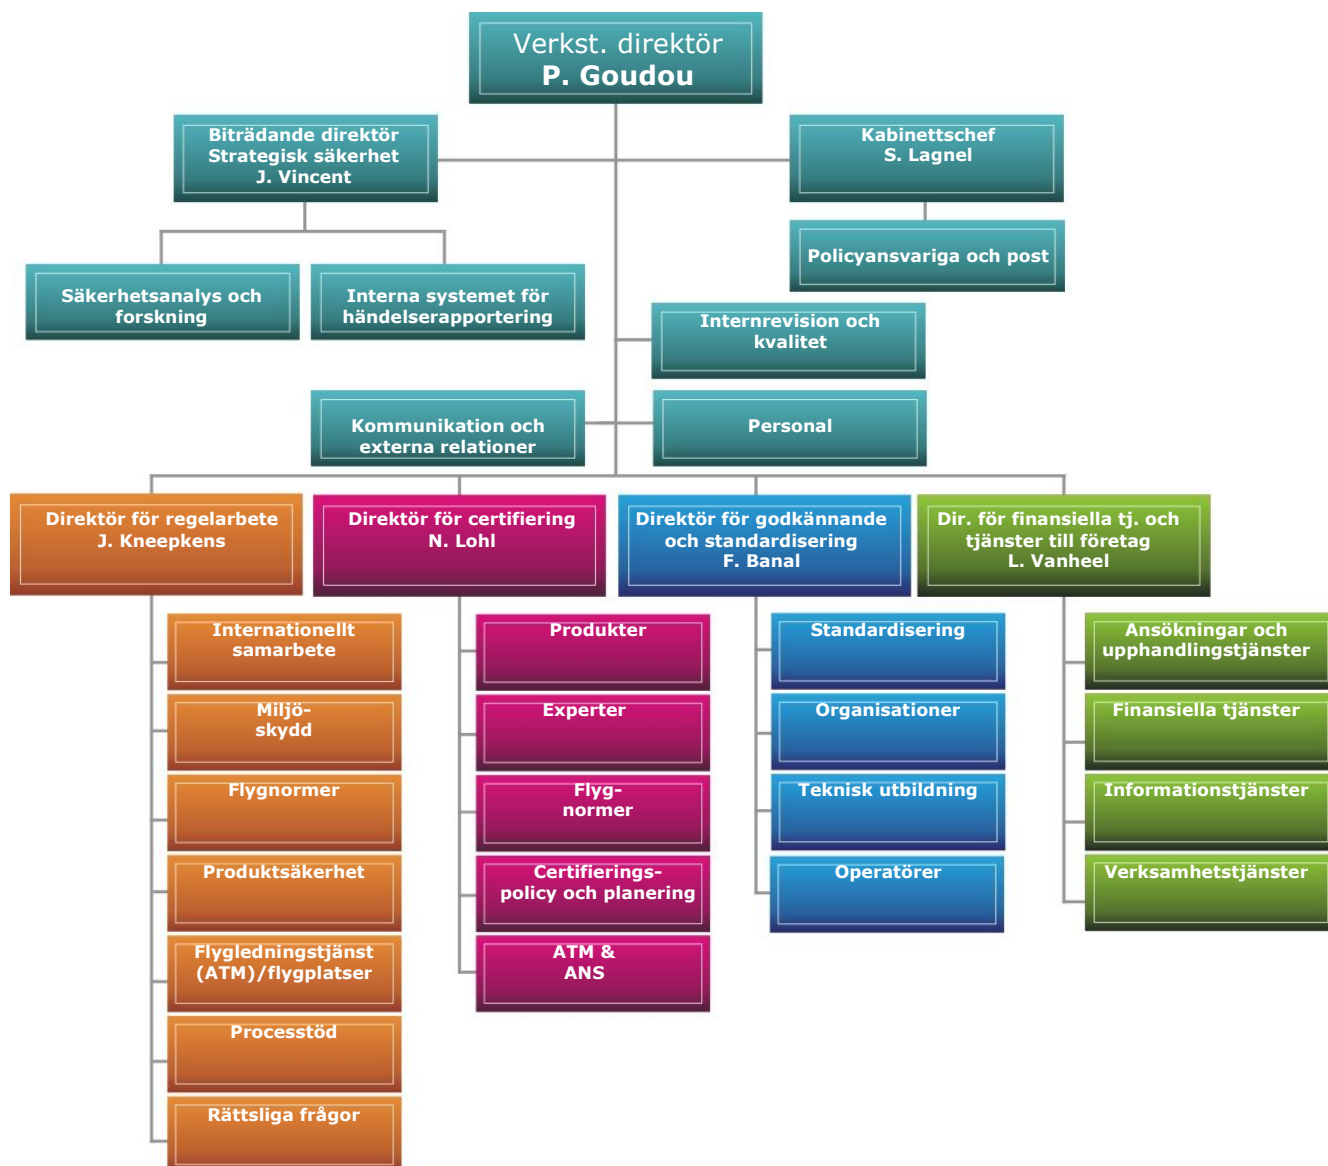 Verkst. direktör
P. Goudou
Biträdande direktör
Strategisk säkerhet
J. Vincent
Kabinettschef
S. Lagnel
Policyansvariga och post
Säkerhetsanalys och
forskning
Interna systemet för
händelserapportering
Internrevision och
kvalitet
Kommunikation och
externa relationer
Personal
Direktör för regelarbete
J. Kneepkens
Direktör för certifiering
N. Lohl
Direktör för godkännande
och standardisering
F. Banal
Dir. för finansiella tj. och
tjänster till företag
L. Vanheel
Internationellt
samarbete
Miljö-
skydd
Flygnormer
Produktsäkerhet
Flygledningstjänst
(ATM)/flygplatser
Processtöd
Rättsliga frågor
Produkter
Experter
Flyg-
normer
Certifierings-
policy och planering
ATM &
ANS
Standardisering
Organisationer
Teknisk utbildning
Operatörer
Ansökningar och
upphandlingstjänster
Finansiella tjänster
Informationstjänster
Verksamhetstjänster